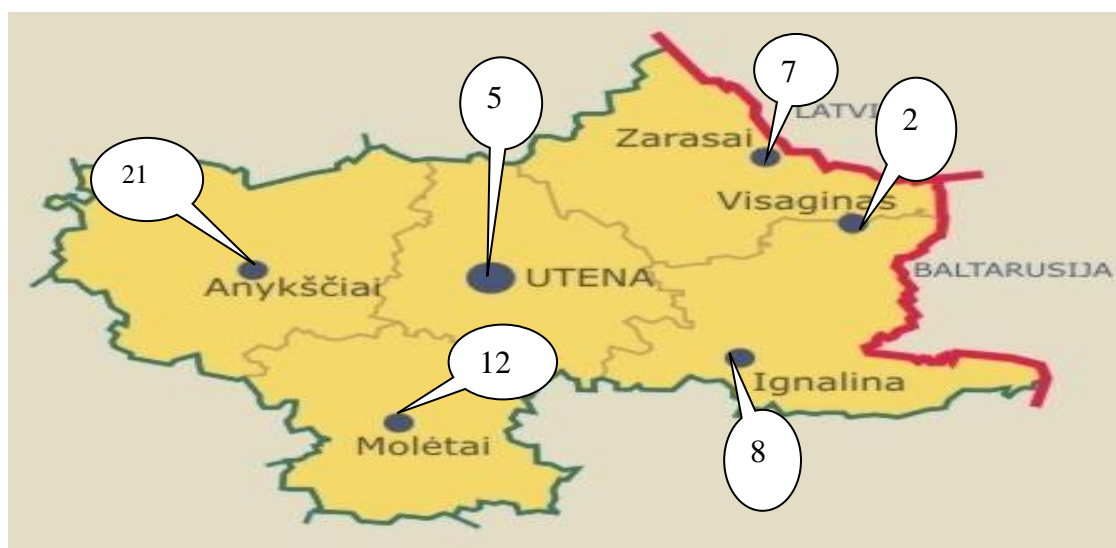 7
5
LATVI
2
Zarasai
21
Visaginas
BALTARUSIJA
UTENA
Anykščiai
12
Ignalina
Molėtai
8